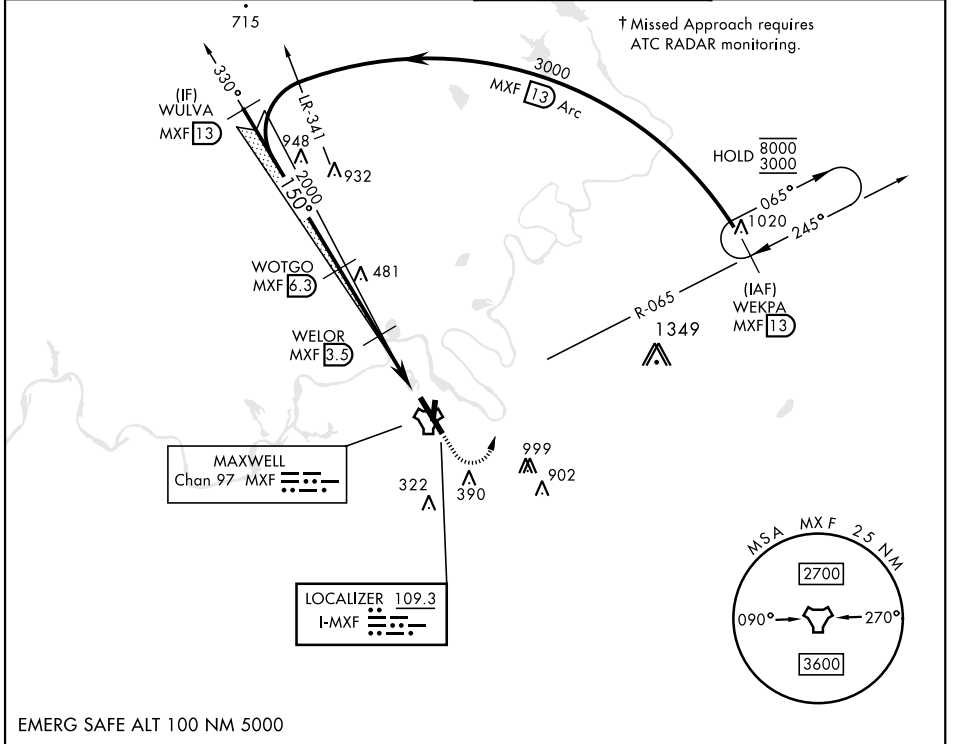 715
† Missed Approach requires
ATC RADAR monitoring.
330°
(IF)
WULVA
MXF 13
LR-341
3000
MXF 13 Arc
948
932
2000
150°
HOLD 8000
3000
065°
1020
245°
R-065
(IAF)
WEKPA
MXF 13
WOTGO
MXF 6.3
481
WELOR
MXF 3.5
1349
MAXWELL
Chan 97 MXF
322
390
999
902
LOCALIZER 109.3
I-MXF
MSA MXF 25 NM
2700
090°
270°
3600
EMERG SAFE ALT 100 NM 5000